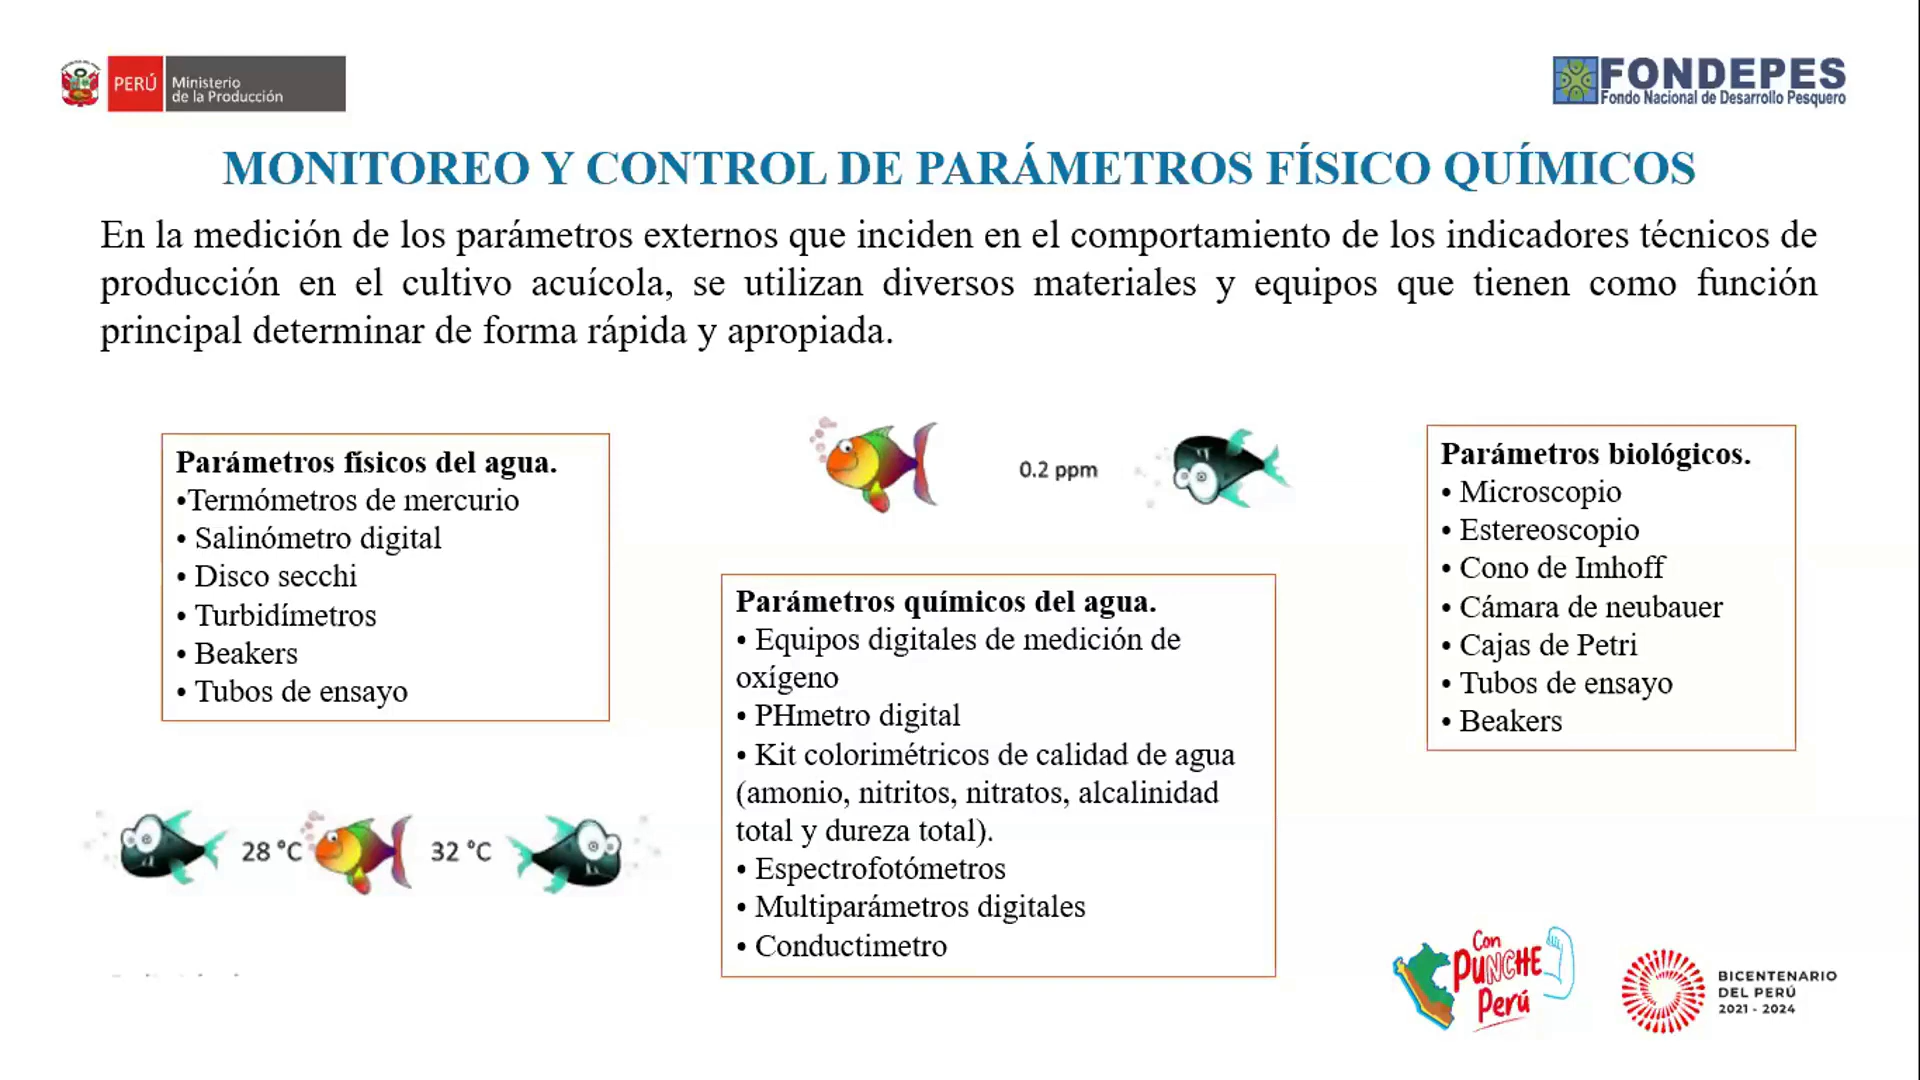 PERÚ
Ministerio
de la Producción
FONDEPES
Fondo Nacional de Desarrollo Pesquero
MONITOREO Y CONTROL DE PARÁMETROS FÍSICO QUÍMICOS
En la medición de los parámetros externos que inciden en el comportamiento de los indicadores técnicos de
producción en el cultivo acuícola, se utilizan diversos materiales y equipos que tienen como función
principal determinar de forma rápida y apropiada.
Parámetros físicos del agua.
•Termómetros de mercurio
• Salinómetro digital
• Disco secchi
• Turbidímetros
• Beakers
• Tubos de ensayo
28 °C
32 °C
0.2 ppm
Parámetros químicos del agua.
• Equipos digitales de medición de
oxígeno
• PHmetro digital
• Kit colorimétricos de calidad de agua
(amonio, nitritos, nitratos, alcalinidad
total y dureza total).
• Espectrofotómetros
• Multiparámetros digitales
• Conductimetro
Parámetros biológicos.
• Microscopio
• Estereoscopio
• Cono de Imhoff
• Cámara de neubauer
• Cajas de Petri
• Tubos de ensayo
• Beakers
Con
PUNCHE
Perú
BICENTENARIO
DEL PERÚ
2021 - 2024